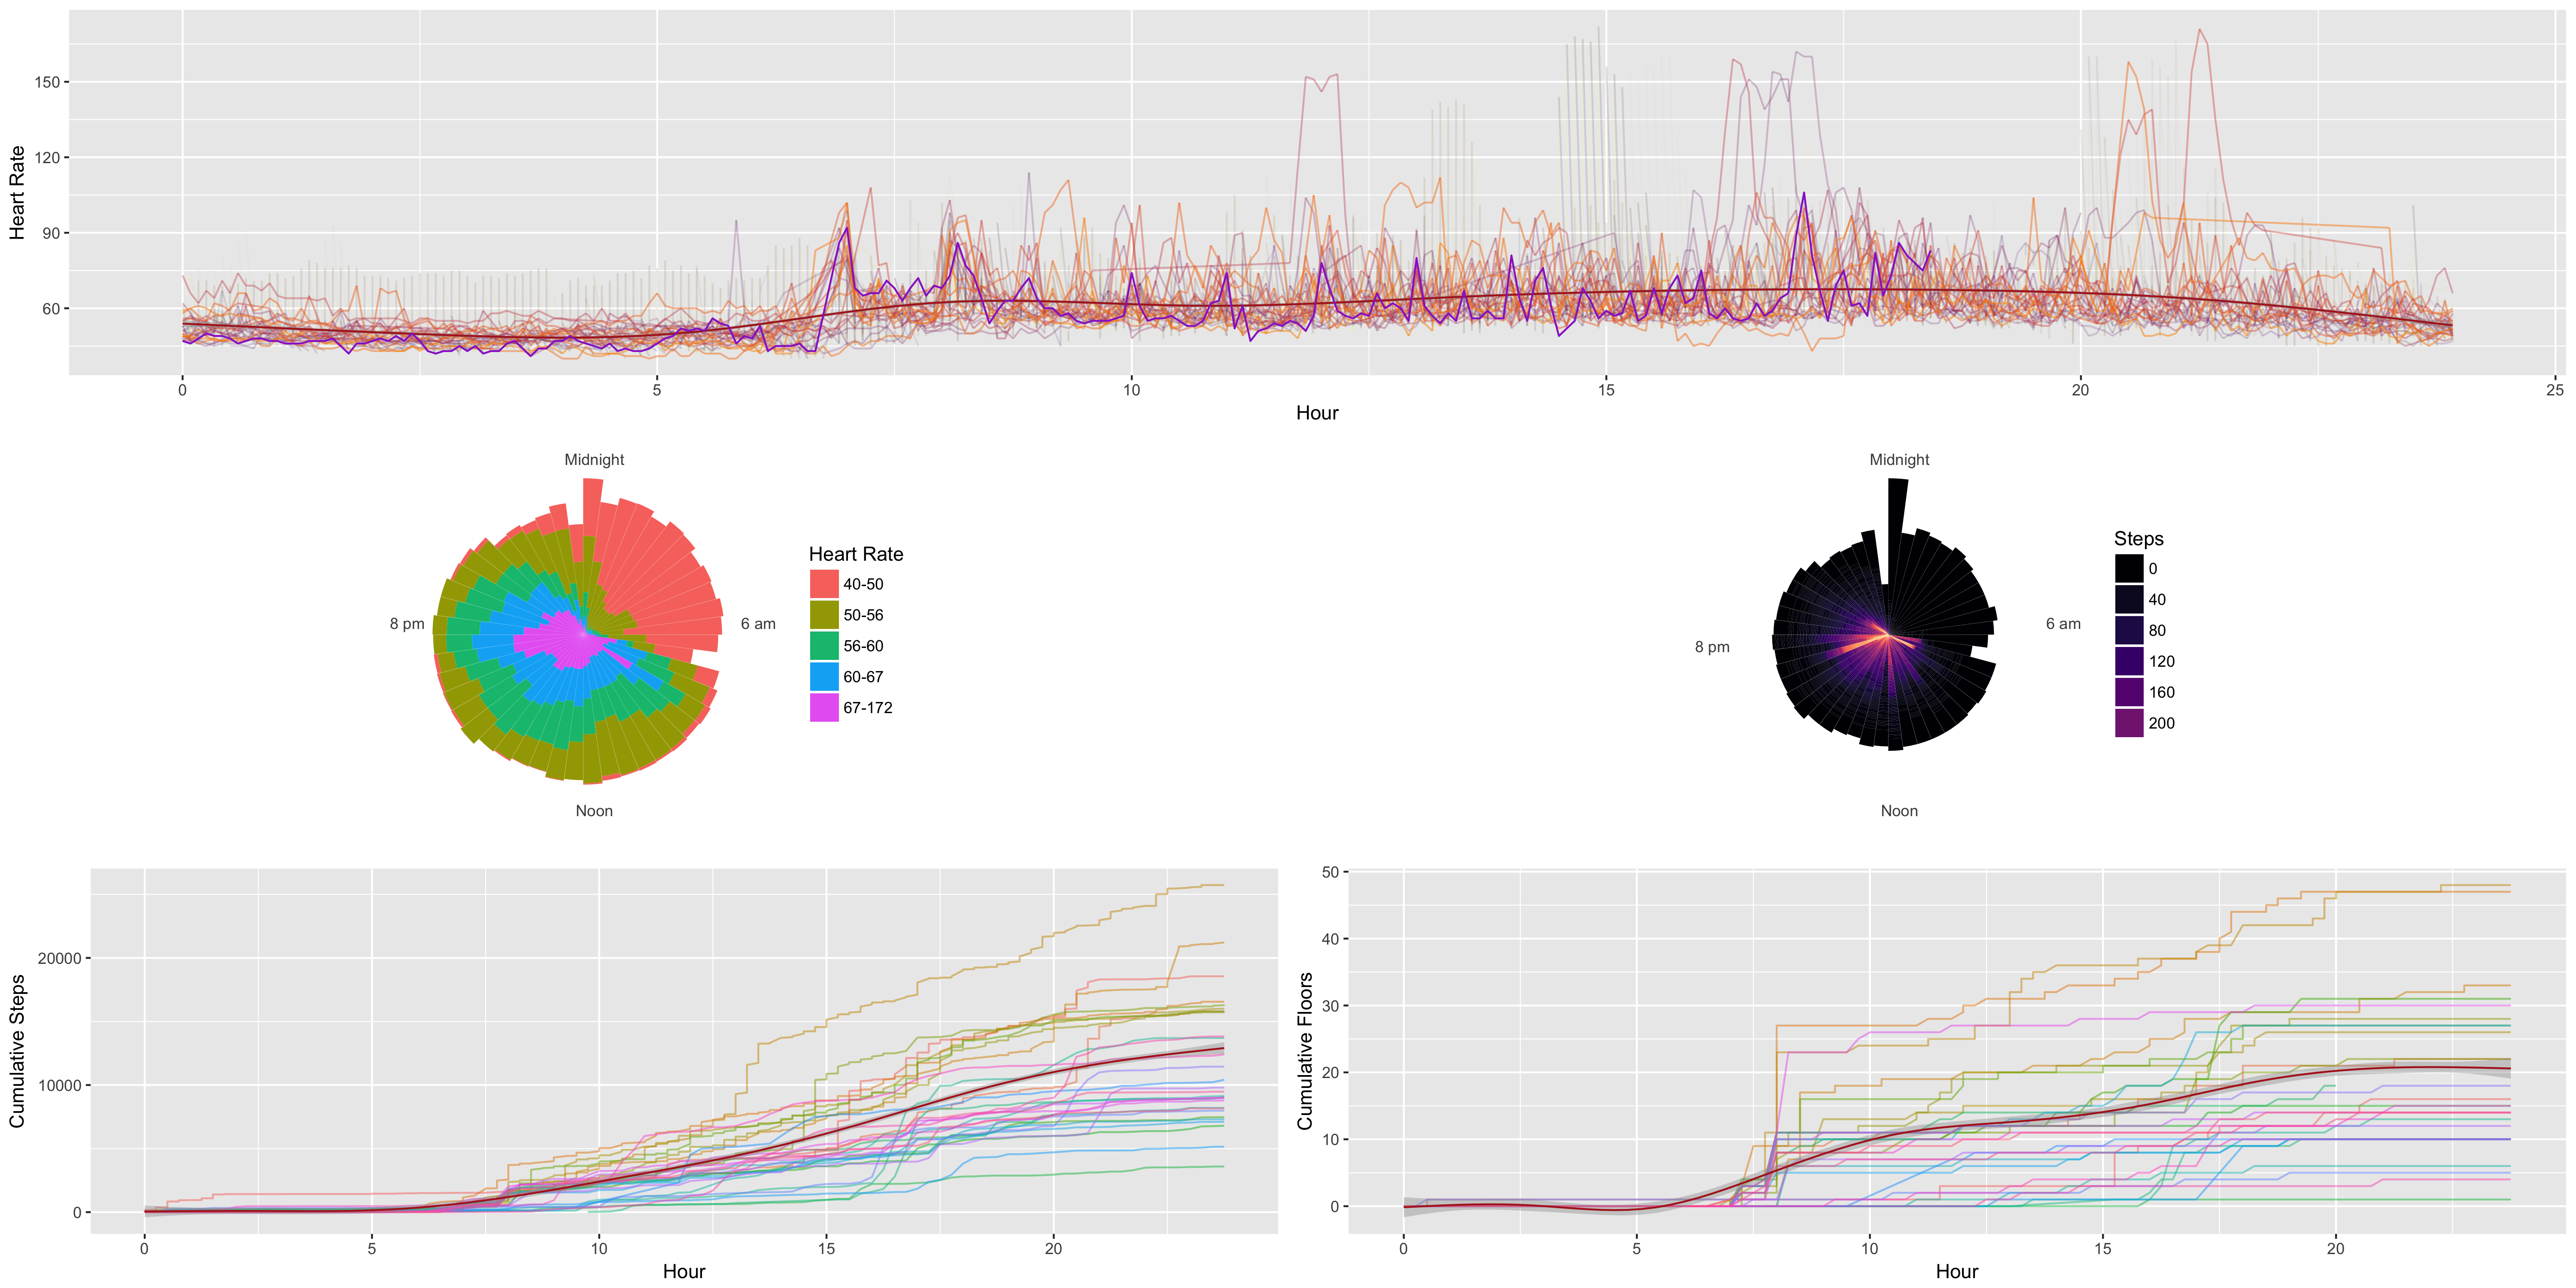 Heart Rate
150
120
90
60
0 5 10 15 20 25
Hour
Midnight
8 pm
6 am
Noon
Heart Rate
40-50
50-56
56-60
60-67
67-172
Midnight
8 pm
6 am
Noon
Steps
0
40
80
120
160
200
Cumulative Steps
20000
10000
0
0 5 10 15 20
Hour
Cumulative Floors
50
40
30
20
10
0
0 5 10 15 20
Hour